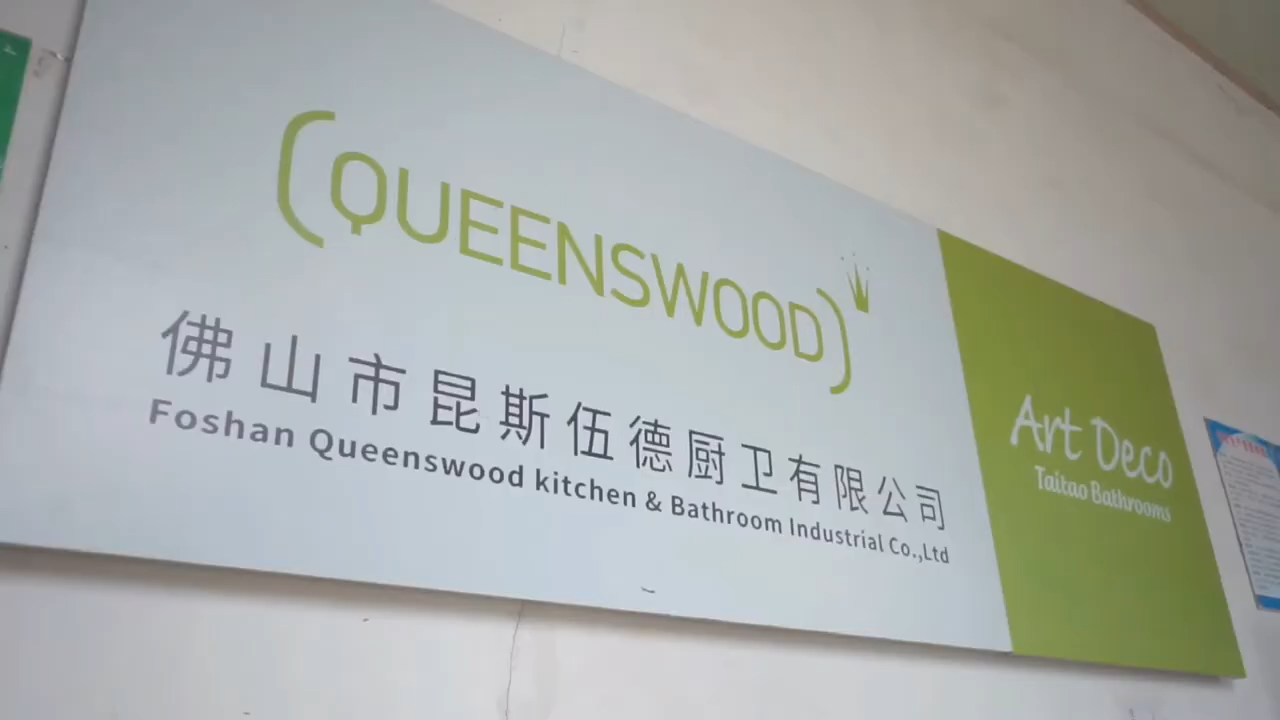 QUEENSWOOD
佛山市昆斯伍德厨卫有限公司
Foshan Queenswood kitchen & Bathroom Industrial Co.,Ltd
Art Deco
Taitao Bathrooms